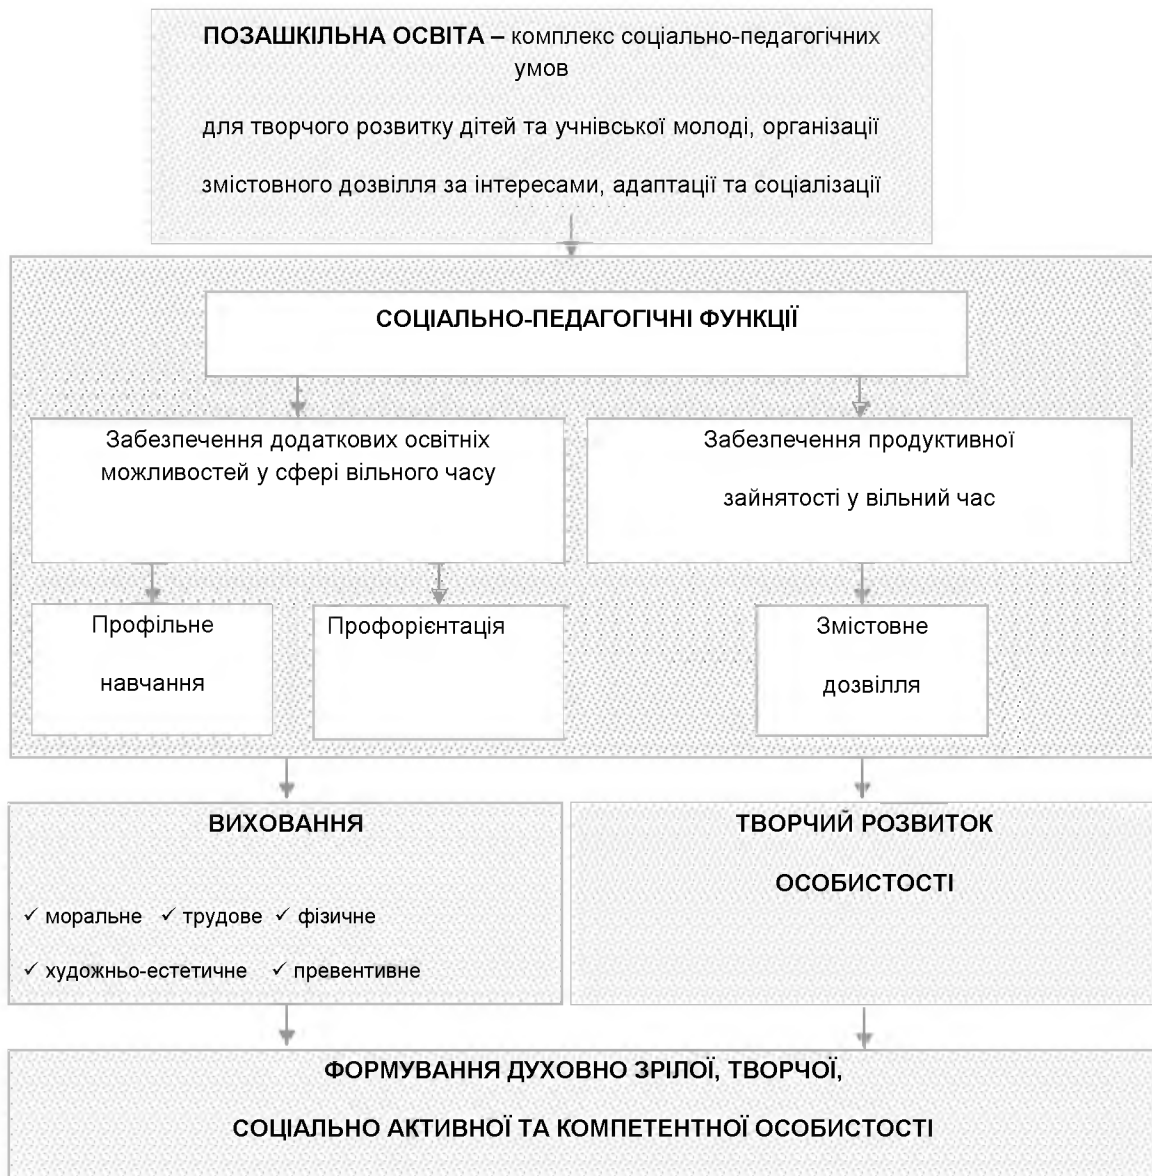 ПОЗАШКІЛЬНА ОСВІТА – комплекс соціально-педагогічних
умов
для творчого розвитку дітей та учнівської молоді, організації
змістовного дозвілля за інтересами, адаптації та соціалізації
СОЦІАЛЬНО-ПЕДАГОГІЧНІ ФУНКЦІЇ
Забезпечення додаткових освітніх
можливостей у сфері вільного часу
Забезпечення продуктивної
зайнятості у вільний час
Профільне
навчання
Профорієнтація
Змістовне
дозвілля
ВИХОВАННЯ
✓ моральне ✓ трудове ✓ фізичне
✓ художньо-естетичне ✓ превентивне
ТВОРЧИЙ РОЗВИТОК
ОСОБИСТОСТІ
ФОРМУВАННЯ ДУХОВНО ЗРІЛОЇ, ТВОРЧОЇ,
СОЦІАЛЬНО АКТИВНОЇ ТА КОМПЕТЕНТНОЇ ОСОБИСТОСТІ